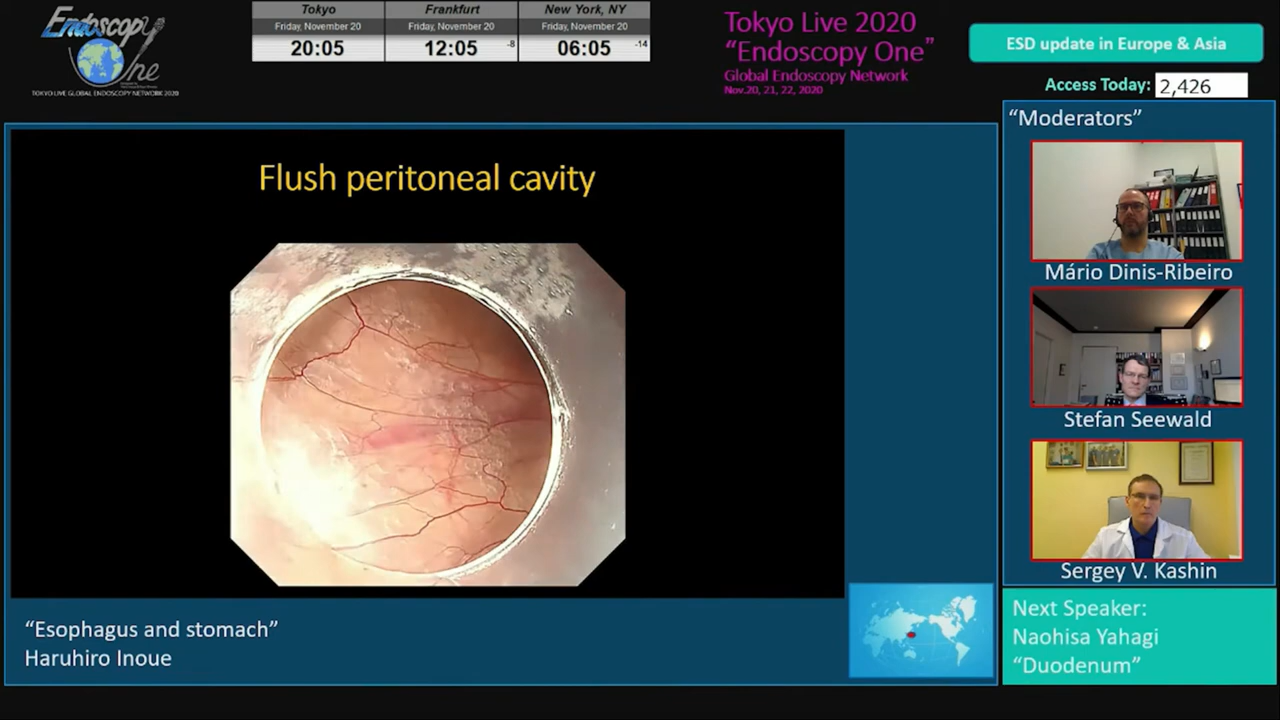 Endoscopy
One
TOKYO LIVE GLOBAL ENDOSCOPY NETWORK 2020
Tokyo
Friday, November 20
20:05
Frankfurt
Friday, November 20
12:05 -8
New York, NY
Friday, November 20
06:05 -14
Tokyo Live 2020
“Endoscopy One”
Global Endoscopy Network
Nov.20, 21, 22, 2020
ESD update in Europe & Asia
Access Today: 2,426
Flush peritoneal cavity
“Moderators”
Mário Dinis-Ribeiro
Stefan Seewald
Sergey V. Kashin
“Esophagus and stomach”
Haruhiro Inoue
Next Speaker:
Naohisa Yahagi
“Duodenum”